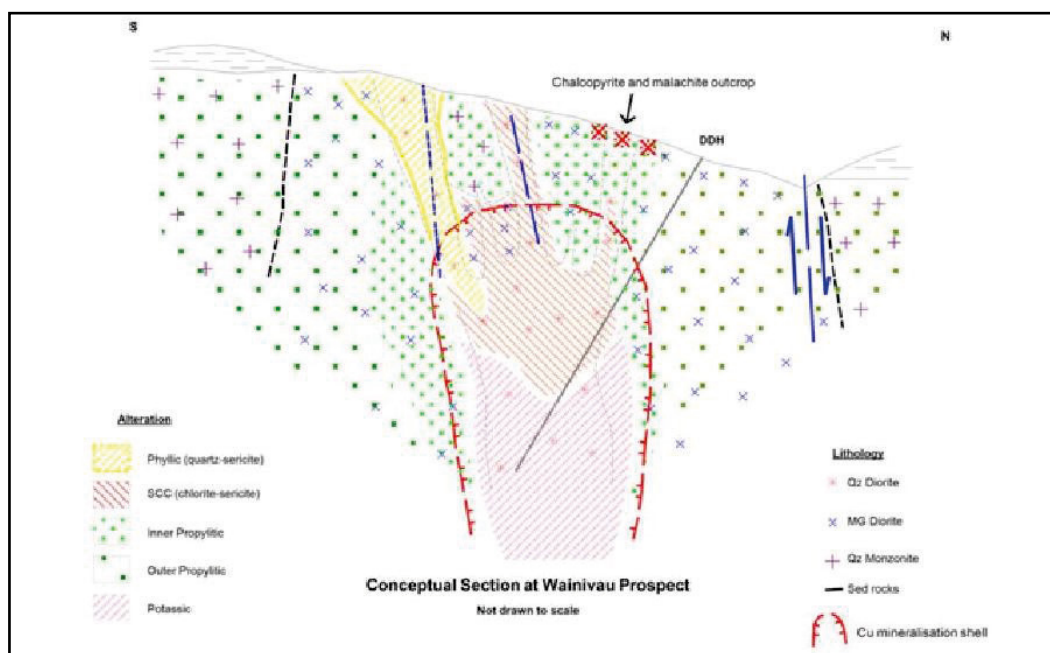 S
N
Chalcopyrite and malachite outcrop
DDH
Alteration
Phyllic (quartz-sericite)
SCC (chlorite-sericite)
Inner Propylitic
Outer Propylitic
Potassic
Lithology
Qz Diorite
MG Diorite
Qz Monzonite
Sed rocks
Cu mineralisation shell
Conceptual Section at Wainivau Prospect
Not drawn to scale